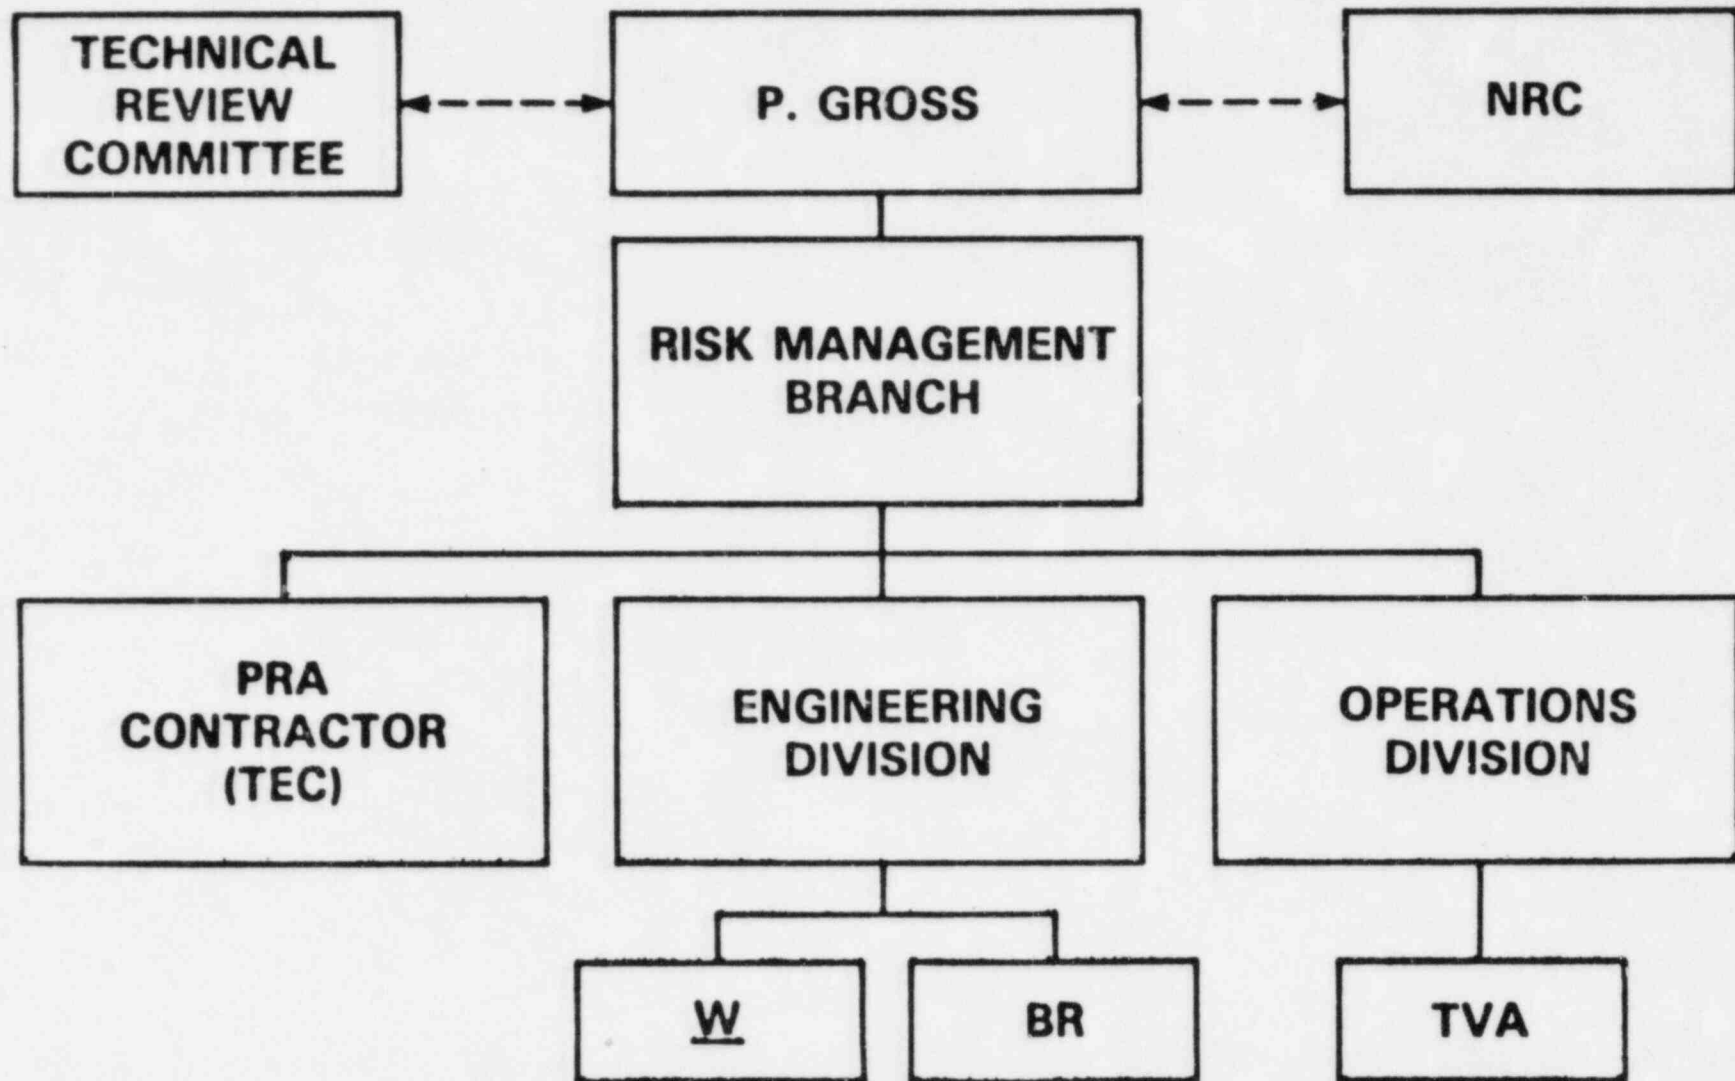 TECHNICAL
REVIEW
COMMITTEE
P. GROSS
NRC
RISK MANAGEMENT
BRANCH
PRA
CONTRACTOR
(TEC)
ENGINEERING
DIVISION
OPERATIONS
DIVISION
W
BR
TVA